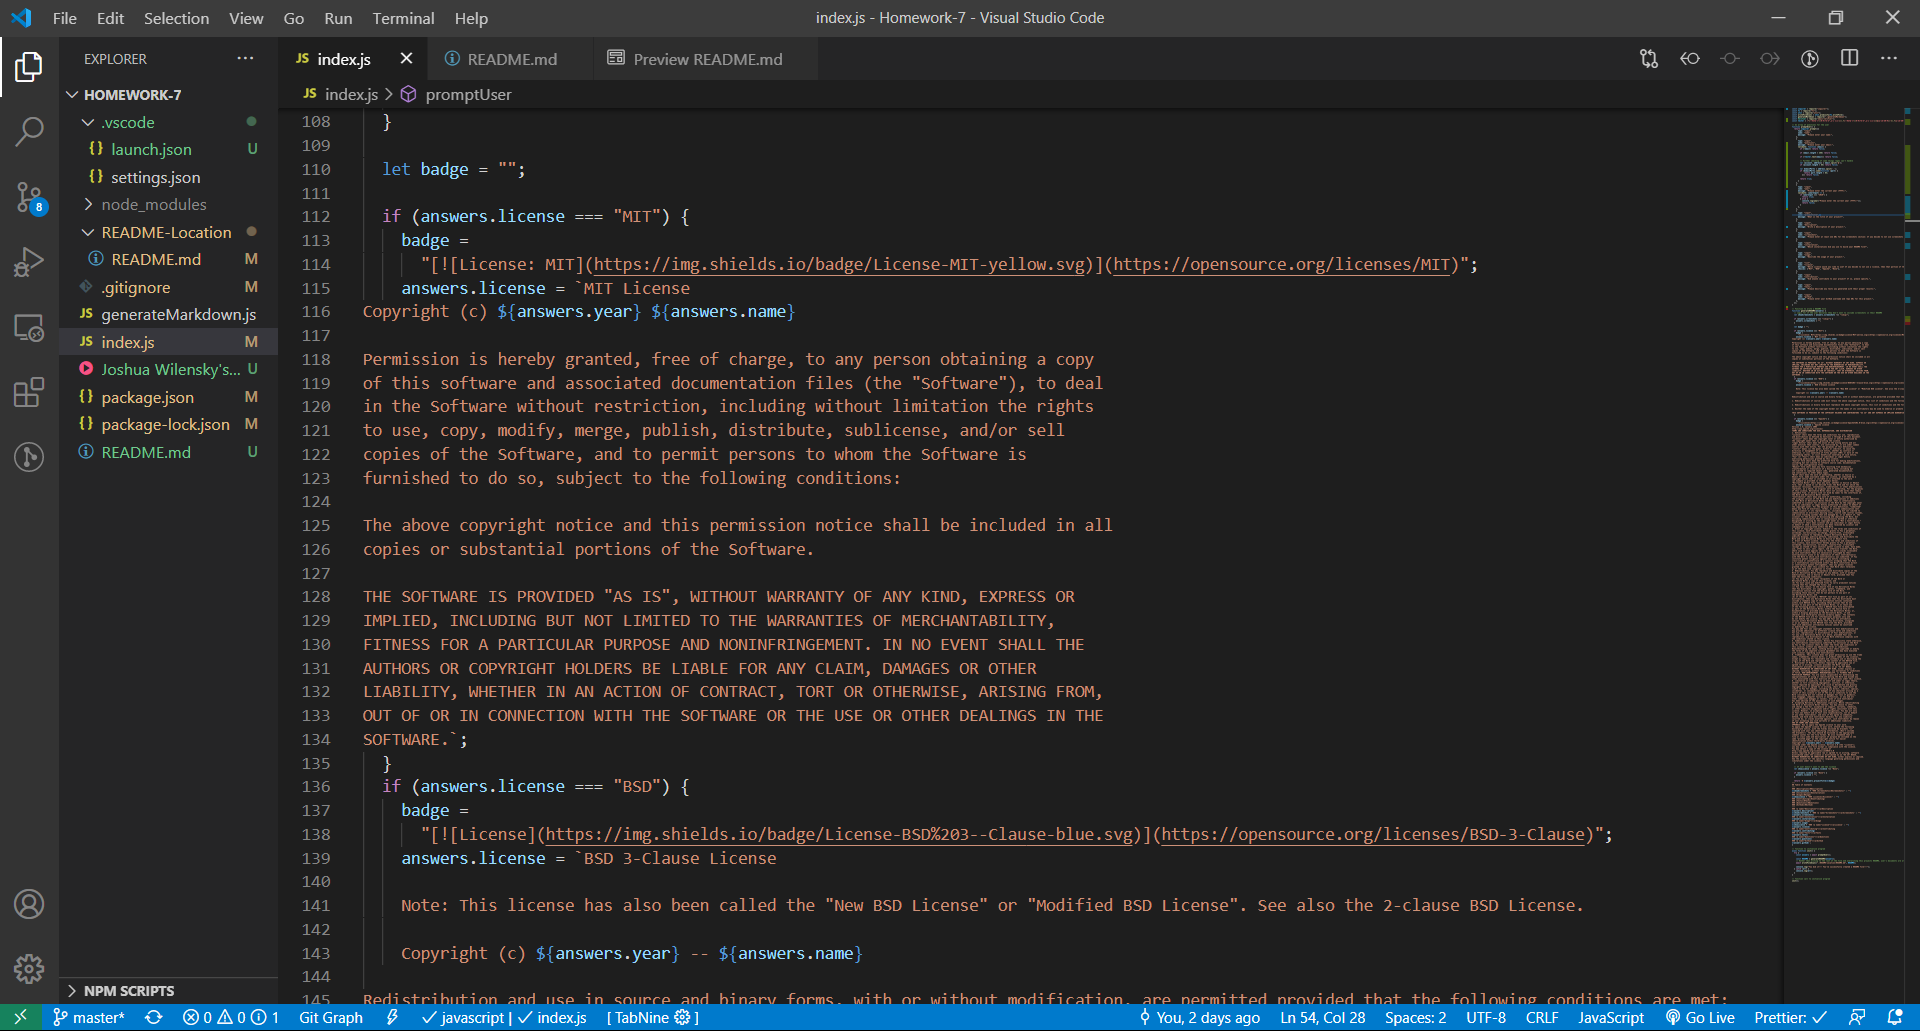 File Edit Selection View Go Run Terminal Help
index.js - Homework-7 - Visual Studio Code
EXPLORER
HOMEWORK-7
.vscode
launch.json U
settings.json
node_modules
README-Location
README.md M
.gitignore M
generateMarkdown.js
index.js M
Joshua Wilensky's... U
package.json M
package-lock.json M
README.md U
NPM SCRIPTS
8
JS index.js
README.md
Preview README.md
JS index.js > promptUser
108 }
109
110 let badge = "";
111
112 if (answers.license === "MIT") {
113 badge =
114 "[![License: MIT](https://img.shields.io/badge/License-MIT-yellow.svg)](https://opensource.org/licenses/MIT)";
115 answers.license = `MIT License
116 Copyright (c) ${answers.year} ${answers.name}
117
118 Permission is hereby granted, free of charge, to any person obtaining a copy
119 of this software and associated documentation files (the "Software"), to deal
120 in the Software without restriction, including without limitation the rights
121 to use, copy, modify, merge, publish, distribute, sublicense, and/or sell
122 copies of the Software, and to permit persons to whom the Software is
123 furnished to do so, subject to the following conditions:
124
125 The above copyright notice and this permission notice shall be included in all
126 copies or substantial portions of the Software.
127
128 THE SOFTWARE IS PROVIDED "AS IS", WITHOUT WARRANTY OF ANY KIND, EXPRESS OR
129 IMPLIED, INCLUDING BUT NOT LIMITED TO THE WARRANTIES OF MERCHANTABILITY,
130 FITNESS FOR A PARTICULAR PURPOSE AND NONINFRINGEMENT. IN NO EVENT SHALL THE
131 AUTHORS OR COPYRIGHT HOLDERS BE LIABLE FOR ANY CLAIM, DAMAGES OR OTHER
132 LIABILITY, WHETHER IN AN ACTION OF CONTRACT, TORT OR OTHERWISE, ARISING FROM,
133 OUT OF OR IN CONNECTION WITH THE SOFTWARE OR THE USE OR OTHER DEALINGS IN THE
134 SOFTWARE.`;
135 }
136 if (answers.license === "BSD") {
137 badge =
138 "[![License](https://img.shields.io/badge/License-BSD%203--Clause-blue.svg)](https://opensource.org/licenses/BSD-3-Clause)";
139 answers.license = `BSD 3-Clause License
140
141 Note: This license has also been called the "New BSD License" or "Modified BSD License". See also the 2-clause BSD License.
142
143 Copyright (c) ${answers.year} -- ${answers.name}
144
145 Redistribution and use in source and binary forms, with or without modification, are permitted provided that the following conditions are met:
master* 0 0 1 Git Graph javascript | index.js [ TabNine ] You, 2 days ago Ln 54, Col 28 Spaces: 2 UTF-8 CRLF JavaScript Go Live Prettier: